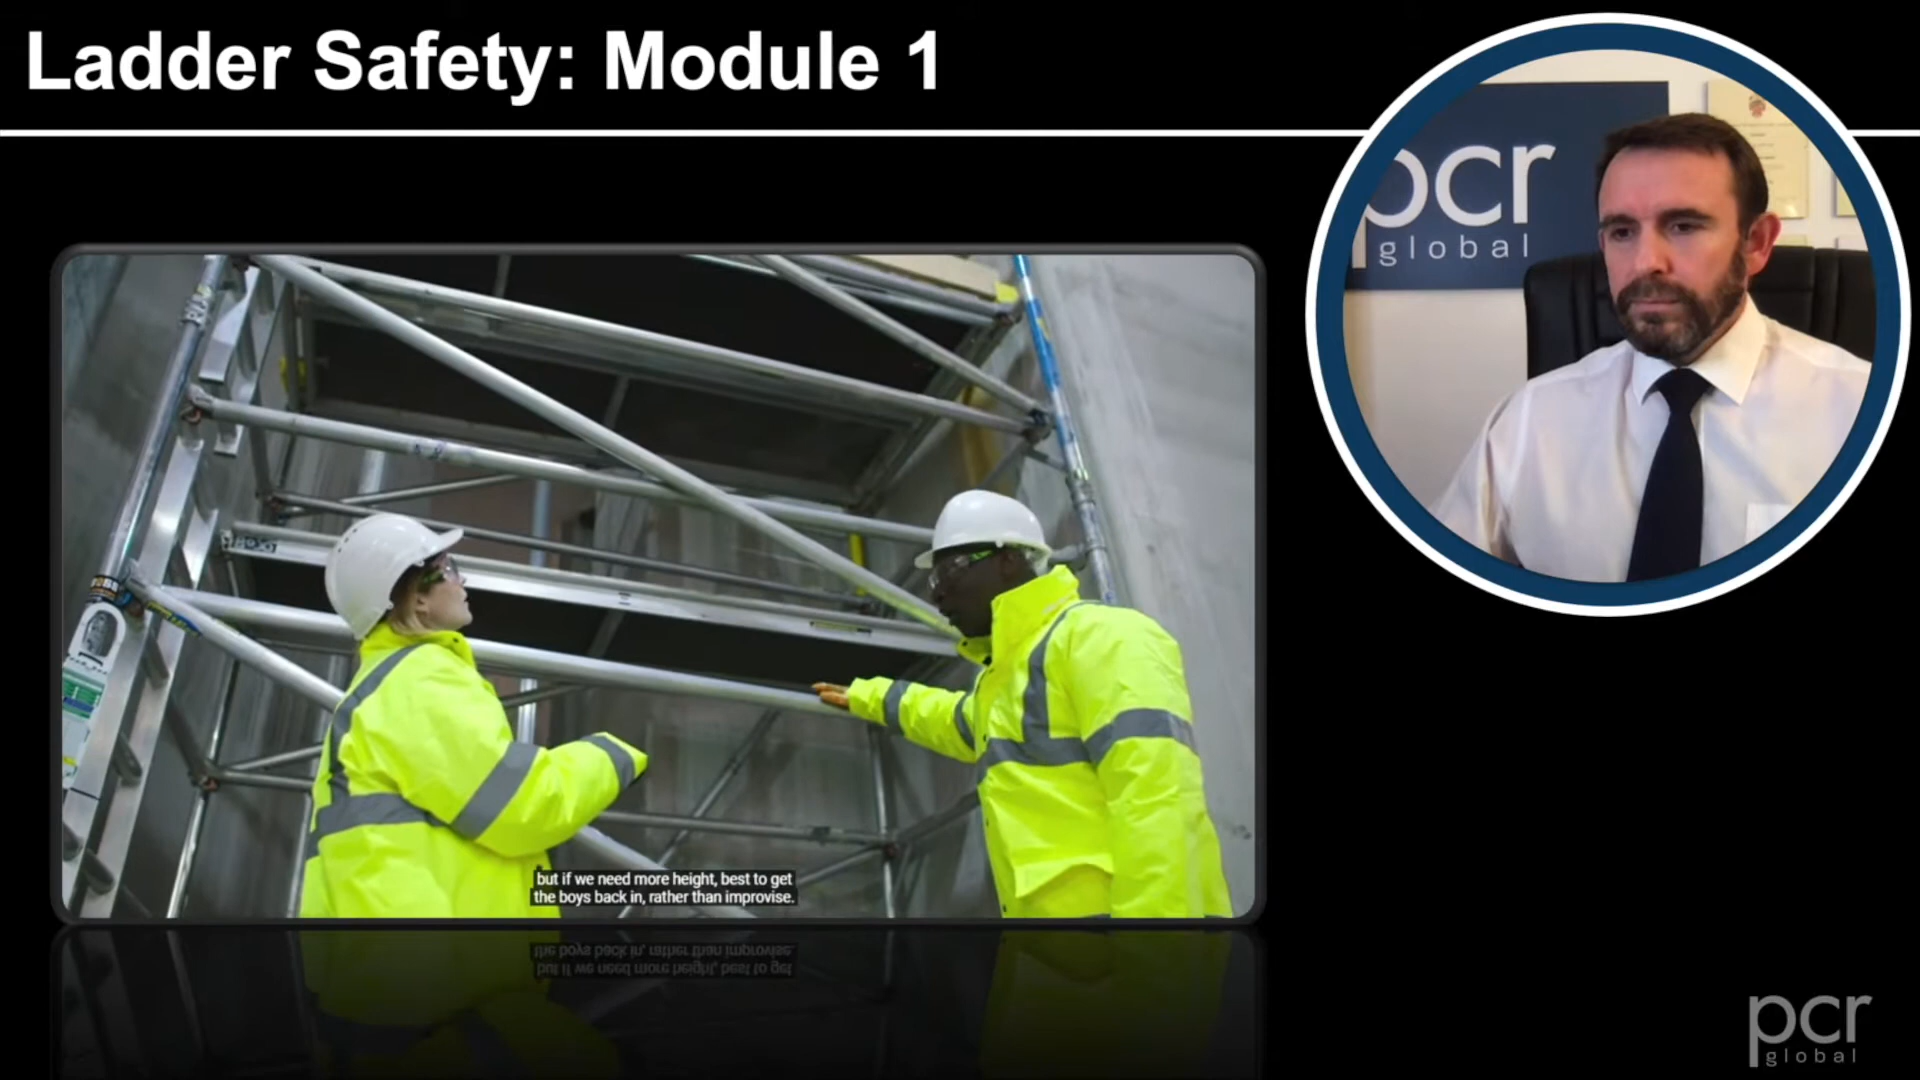 Ladder Safety: Module 1
pcr
global
but if we need more height, best to get
the boys back in, rather than improvise.
pcr
global